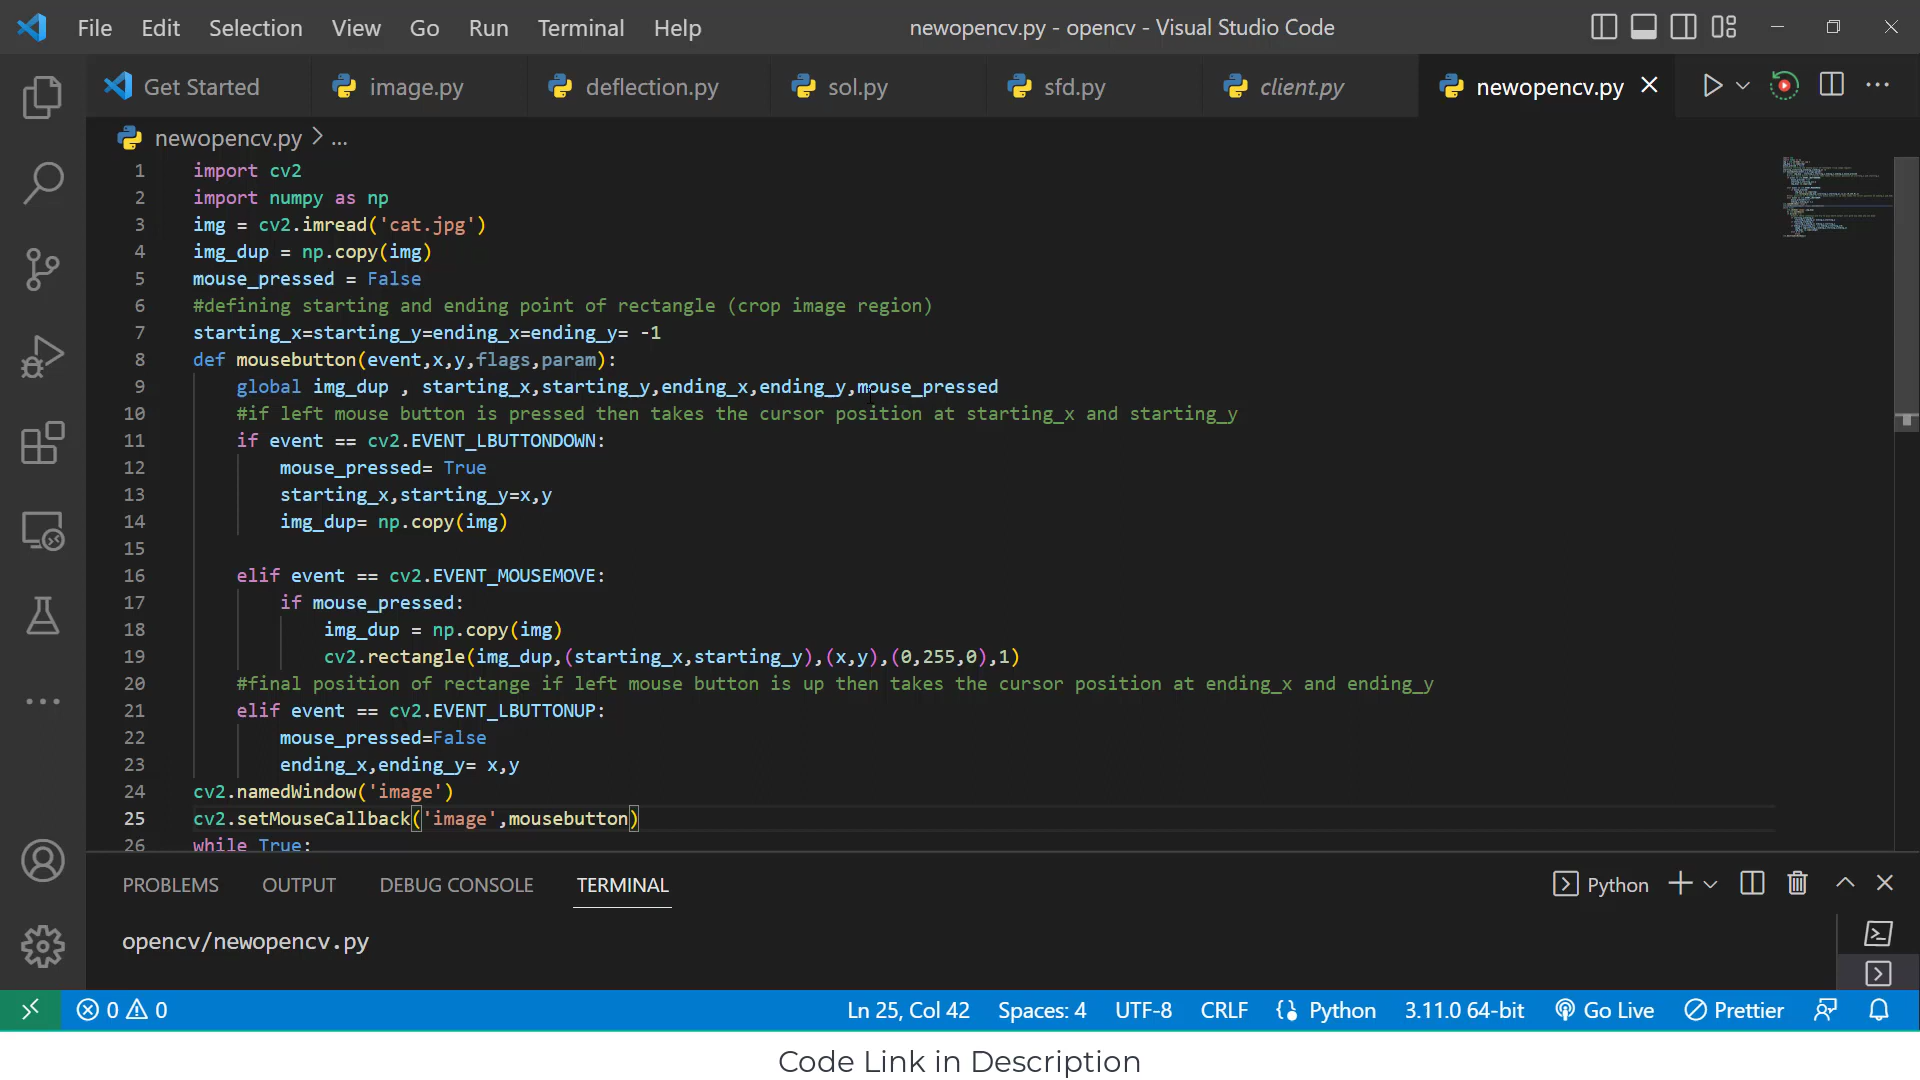 File Edit Selection View Go Run Terminal Help newopencv.py - opencv - Visual Studio Code
Get Started image.py deflection.py sol.py sfd.py client.py newopencv.py
newopencv.py > ...
1 import cv2
2 import numpy as np
3 img = cv2.imread('cat.jpg')
4 img_dup = np.copy(img)
5 mouse_pressed = False
6 #defining starting and ending point of rectangle (crop image region)
7 starting_x=starting_y=ending_x=ending_y= -1
8 def mousebutton(event,x,y,flags,param):
9 global img_dup , starting_x,starting_y,ending_x,ending_y,mouse_pressed
10 #if left mouse button is pressed then takes the cursor position at starting_x and starting_y
11 if event == cv2.EVENT_LBUTTONDOWN:
12 mouse_pressed= True
13 starting_x,starting_y=x,y
14 img_dup= np.copy(img)
15
16 elif event == cv2.EVENT_MOUSEMOVE:
17 if mouse_pressed:
18 img_dup = np.copy(img)
19 cv2.rectangle(img_dup,(starting_x,starting_y),(x,y),(0,255,0),1)
20 #final position of rectange if left mouse button is up then takes the cursor position at ending_x and ending_y
21 elif event == cv2.EVENT_LBUTTONUP:
22 mouse_pressed=False
23 ending_x,ending_y= x,y
24 cv2.namedWindow('image')
25 cv2.setMouseCallback('image',mousebutton)
26 while True:
PROBLEMS OUTPUT DEBUG CONSOLE TERMINAL Python
opencv/newopencv.py
0 0 Ln 25, Col 42 Spaces: 4 UTF-8 CRLF Python 3.11.0 64-bit Go Live Prettier
Code Link in Description